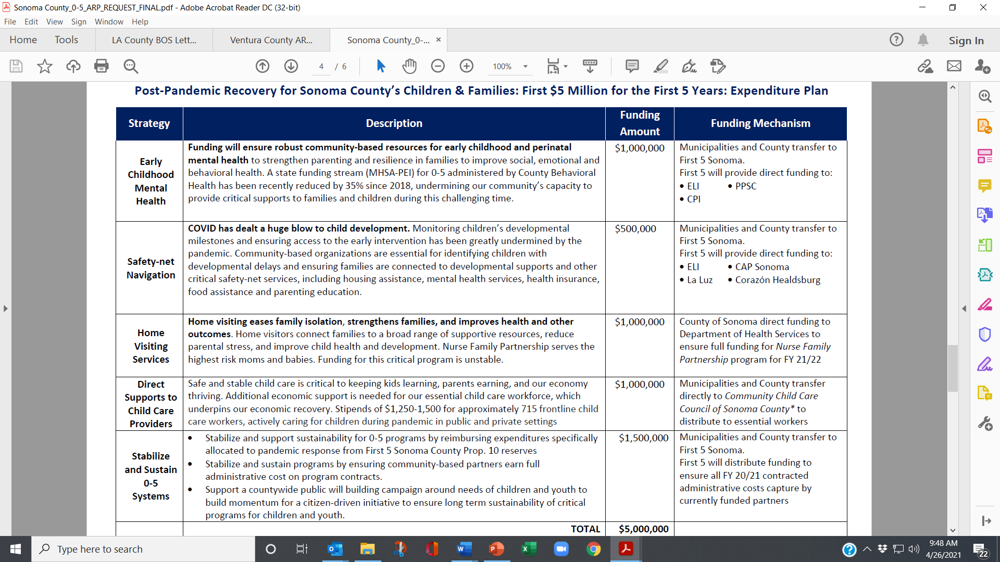 Sonoma County_0-5_ARP_REQUEST_FINAL.pdf - Adobe Acrobat Reader DC (32-bit)
File Edit View Sign Window Help
Home Tools LA County BOS Lett... Ventura County AR... Sonoma County_0-... × Sign In
4 / 6 100%
Post-Pandemic Recovery for Sonoma County's Children & Families: First $5 Million for the First 5 Years: Expenditure Plan
Strategy
Description
Funding
Amount
Funding Mechanism
Early
Childhood
Mental
Health
Funding will ensure robust community-based resources for early childhood and perinatal
mental health to strengthen parenting and resilience in families to improve social, emotional and
behavioral health. A state funding stream (MHSA-PEI) for 0-5 administered by County Behavioral
Health has been recently reduced by 35% since 2018, undermining our community's capacity to
provide critical supports to families and children during this challenging time.
$1,000,000
Municipalities and County transfer to
First 5 Sonoma.
First 5 will provide direct funding to:
• ELI • PPSC
• CPI
Safety-net
Navigation
COVID has dealt a huge blow to child development. Monitoring children's developmental
milestones and ensuring access to the early intervention has been greatly undermined by the
pandemic. Community-based organizations are essential for identifying children with
developmental delays and ensuring families are connected to developmental supports and other
critical safety-net services, including housing assistance, mental health services, health insurance,
food assistance and parenting education.
$500,000
Municipalities and County transfer to
First 5 Sonoma.
First 5 will provide direct funding to:
• ELI • CAP Sonoma
• La Luz • Corazón Healdsburg
Home
Visiting
Services
Home visiting eases family isolation, strengthens families, and improves health and other
outcomes. Home visitors connect families to a broad range of supportive resources, reduce
parental stress, and improve child health and development. Nurse Family Partnership serves the
highest risk moms and babies. Funding for this critical program is unstable.
$1,000,000
County of Sonoma direct funding to
Department of Health Services to
ensure full funding for Nurse Family
Partnership program for FY 21/22
Direct
Supports to
Child Care
Providers
Safe and stable child care is critical to keeping kids learning, parents earning, and our economy
thriving. Additional economic support is needed for our essential child care workforce, which
underpins our economic recovery. Stipends of $1,250-1,500 for approximately 715 frontline child
care workers, actively caring for children during pandemic in public and private settings
$1,000,000
Municipalities and County transfer
directly to Community Child Care
Council of Sonoma County* to
distribute to essential workers
Stabilize
and Sustain
0-5
Systems
• Stabilize and support sustainability for 0-5 programs by reimbursing expenditures specifically
allocated to pandemic response from First 5 Sonoma County Prop. 10 reserves
• Stabilize and sustain programs by ensuring community-based partners earn full
administrative cost on program contracts.
• Support a countywide public will building campaign around needs of children and youth to
build momentum for a citizen-driven initiative to ensure long term sustainability of critical
programs for children and youth.
$1,500,000
Municipalities and County transfer to
First 5 Sonoma.
First 5 will distribute funding to
ensure all FY 20/21 contracted
administrative costs capture by
currently funded partners
TOTAL $5,000,000
Type here to search
9:48 AM
4/26/2021
22